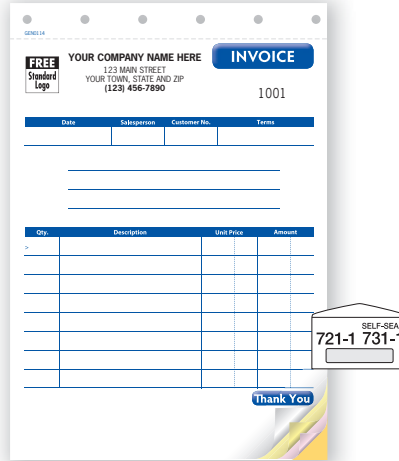 GEN0114
FREE
Standard
Logo
YOUR COMPANY NAME HERE
123 MAIN STREET
YOUR TOWN, STATE AND ZIP
(123) 456-7890
INVOICE
1001
Date Salesperson Customer No. Terms
Qty. Description Unit Price Amount
>
SELF-SEA
721-1 731-1
Thank You